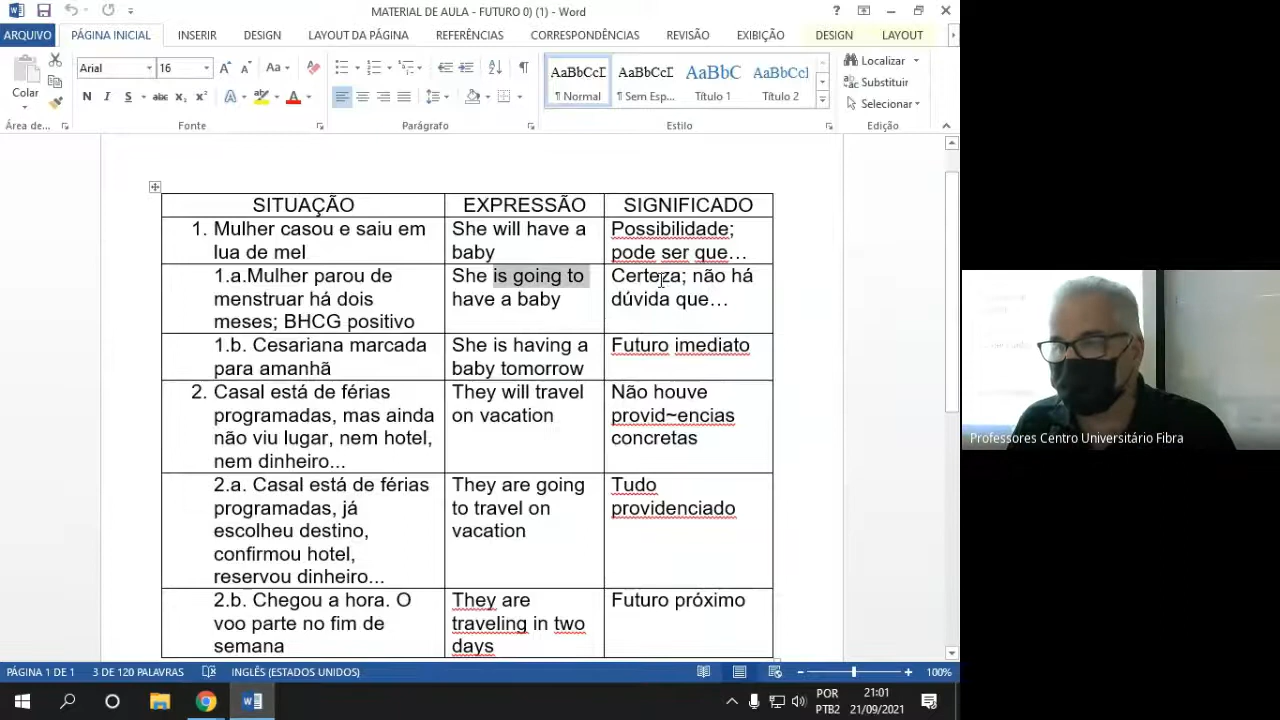 MATERIAL DE AULA - FUTURO 0) (1) - Word
ARQUIVO PÁGINA INICIAL INSERIR DESIGN LAYOUT DA PÁGINA REFERÊNCIAS CORRESPONDÊNCIAS REVISÃO EXIBIÇÃO DESIGN LAYOUT
Colar
Arial 16
N I S abc x₂ x²
AaBbCcD AaBbCcD AaBbC AaBbCcD
¶ Normal ¶ Sem Esp... Título 1 Título 2
Localizar
Substituir
Selecionar
Área de... Fonte Parágrafo Estilo Edição
SITUAÇÃO EXPRESSÃO SIGNIFICADO
1. Mulher casou e saiu em
lua de mel
She will have a
baby
Possibilidade;
pode ser que…
1.a.Mulher parou de
menstruar há dois
meses; BHCG positivo
She is going to
have a baby
Certeza; não há
dúvida que…
1.b. Cesariana marcada
para amanhã
She is having a
baby tomorrow
Futuro imediato
2. Casal está de férias
programadas, mas ainda
não viu lugar, nem hotel,
nem dinheiro...
They will travel
on vacation
Não houve
provid~encias
concretas
2.a. Casal está de férias
programadas, já
escolheu destino,
confirmou hotel,
reservou dinheiro...
They are going
to travel on
vacation
Tudo
providenciado
2.b. Chegou a hora. O
voo parte no fim de
semana
They are
traveling in two
days
Futuro próximo
PÁGINA 1 DE 1 3 DE 120 PALAVRAS INGLÊS (ESTADOS UNIDOS) 100%
POR
PTB2
21:01
21/09/2021
Professores Centro Universitário Fibra